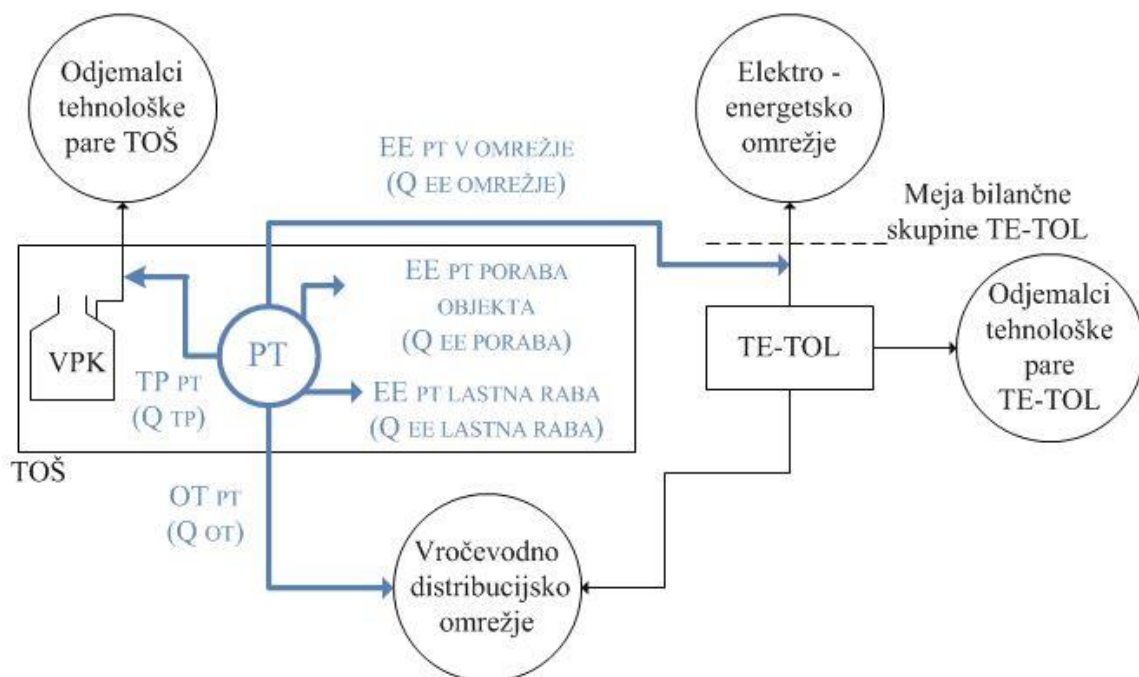 Odjemalci
tehnološke
pare TOŠ
Elektro -
energetsko
omrežje
EE PT V OMREŽJE
(Q EE OMREŽJE)
Meja bilančne
skupine TE-TOL
EE PT PORABA
OBJEKTA
(Q EE PORABA)
Odjemalci
tehnološke
pare
TE-TOL
VPK
PT
TE-TOL
TP PT
(Q TP)
EE PT LASTNA RABA
(Q EE LASTNA RABA)
TOŠ
OT PT
(Q OT)
Vročevodno
distribucijsko
omrežje